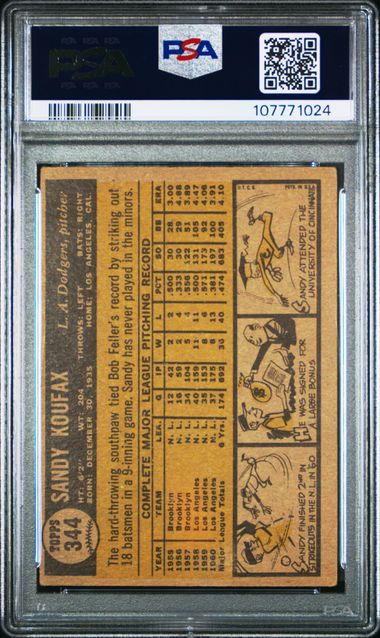 PSA
PSA
107771024
TOPPS
344
SANDY KOUFAX
L. A. Dodgers, pitcher
HT: 6'2" WT: 204 THROWS: LEFT BATS: RIGHT
BORN: DECEMBER 30, 1935 HOME: LOS ANGELES, CAL.
The hard-throwing southpaw tied Bob Feller's record by striking out
18 batsmen in a 9-inning game. Sandy has never played in the minors.
COMPLETE MAJOR LEAGUE PITCHING RECORD
YEAR TEAM LEA. G IP W L PCT SO BB ERA
1955 Brooklyn N. L. 12 42 2 2 .500 30 28 3.00
1956 Brooklyn N. L. 16 59 2 4 .333 30 29 4.88
1957 Brooklyn N. L. 34 104 5 4 .556 122 51 3.89
1958 Los Angeles N. L. 40 159 11 11 .500 131 105 4.47
1959 Los Angeles N. L. 35 153 8 6 .571 173 92 4.06
1960 Los Angeles N. L. 37 175 8 13 .381 197 100 3.91
Major League Totals 6 Yrs. 174 692 36 40 .474 683 405 4.10
SANDY FINISHED 2ND IN STRIKEOUTS IN THE N.L. IN '60
HE WAS SIGNED FOR A LARGE BONUS
SANDY ATTENDED THE UNIVERSITY OF CINCINNATI
©T.C.G. PRTD. IN U.S.A.